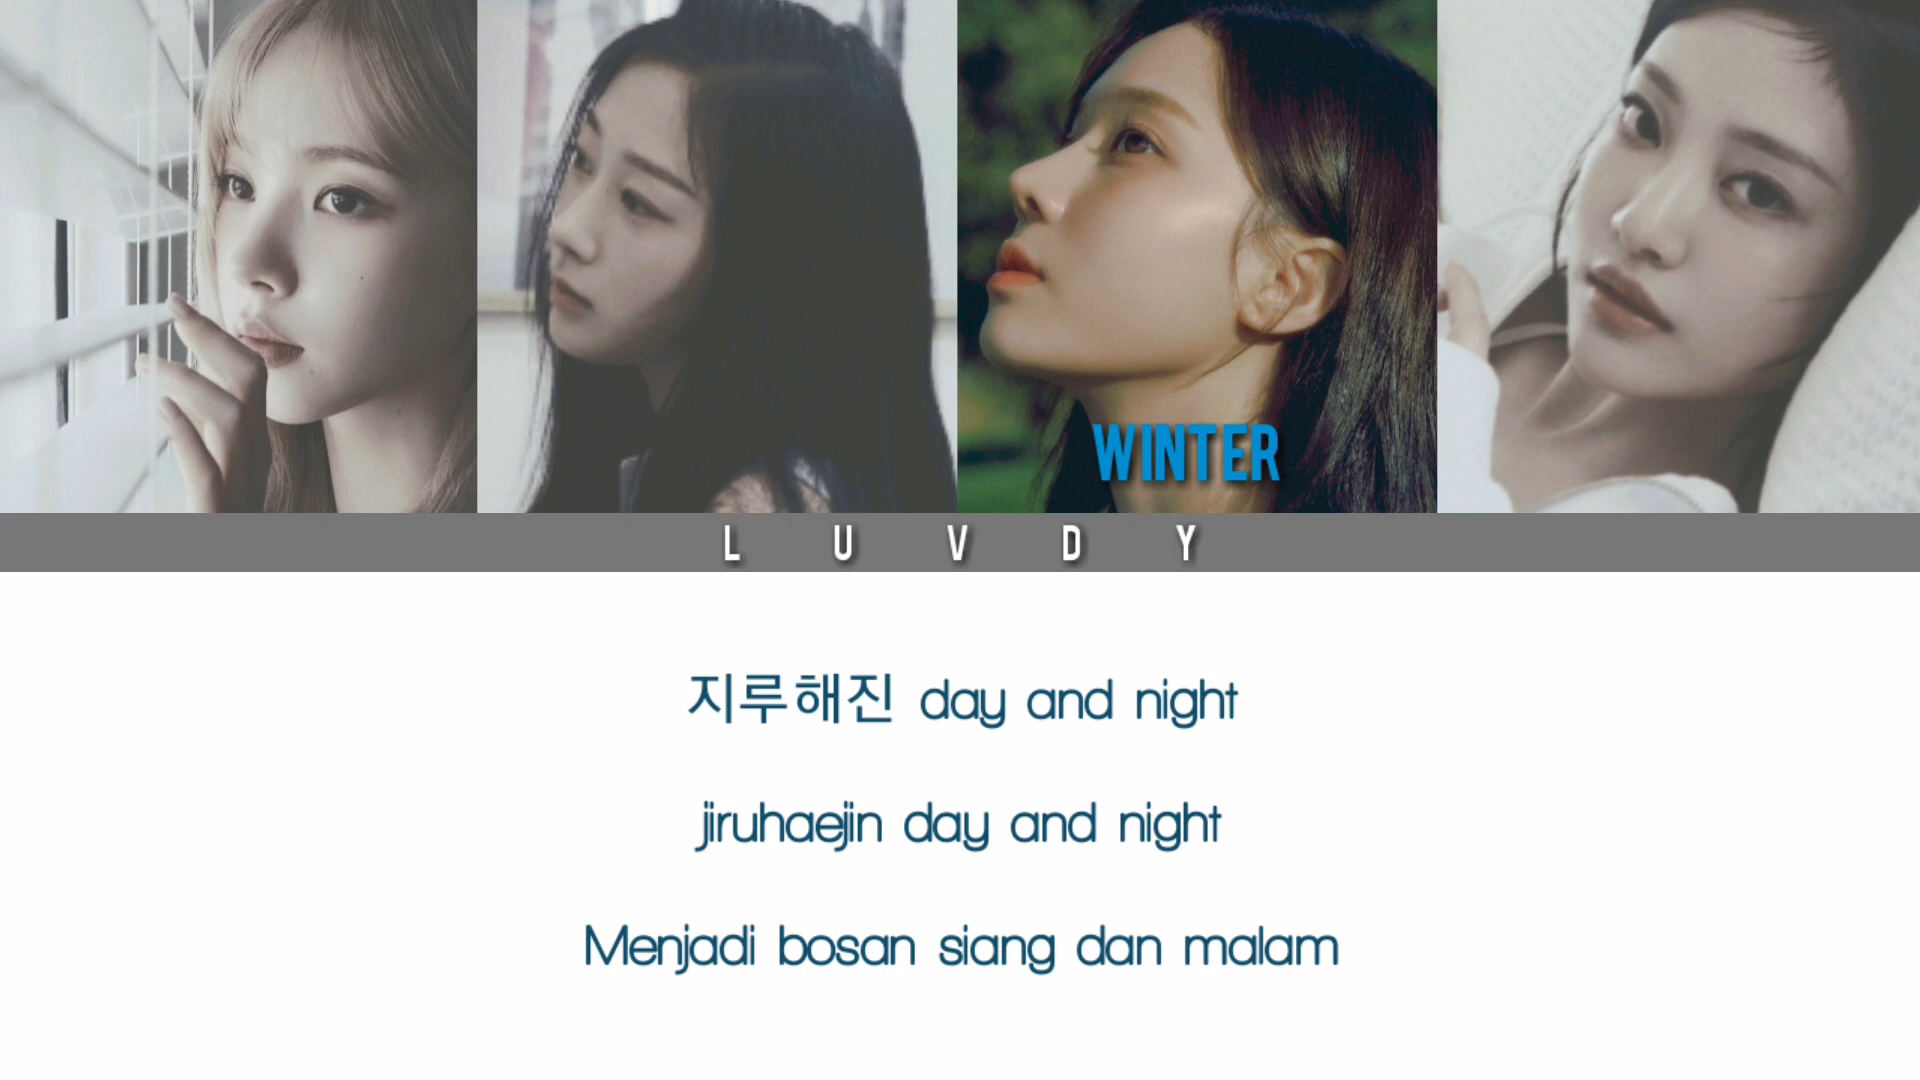 WINTER
L U V D Y
지루해진 day and night
jiruhaejin day and night
Menjadi bosan siang dan malam